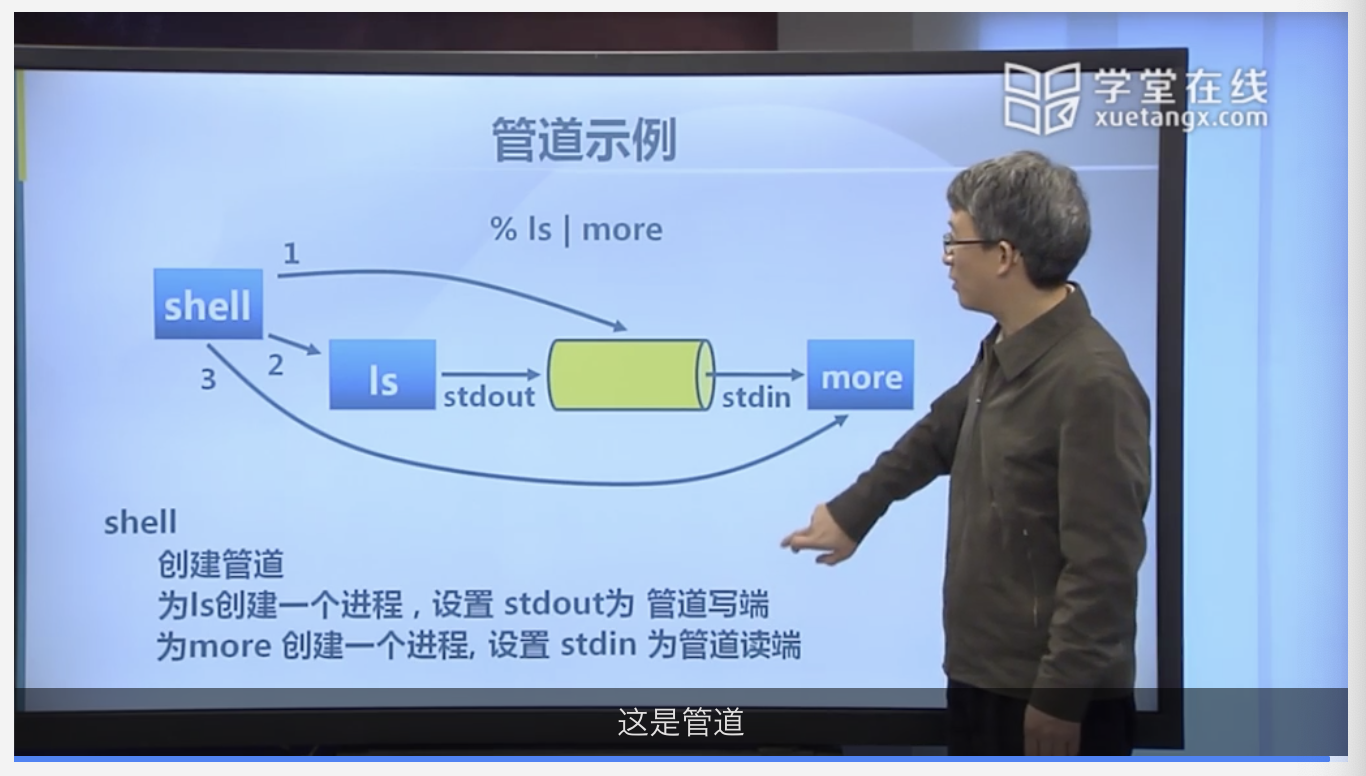 学堂在线
xuetangx.com
管道示例
% ls | more
1
shell
2
3
ls
stdout
stdin
more
shell
创建管道
为ls创建一个进程，设置 stdout为 管道写端
为more 创建一个进程, 设置 stdin 为管道读端
这是管道